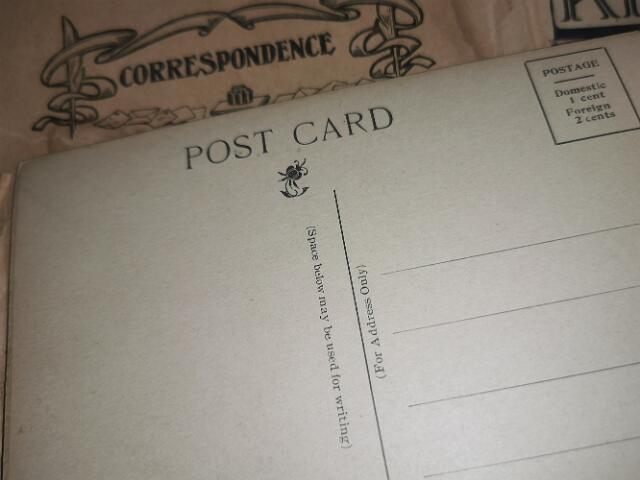 CORRESPONDENCE
POST CARD
POSTAGE
Domestic
1 cent
Foreign
2 cents
(Space below may be used for writing)
(For Address Only)